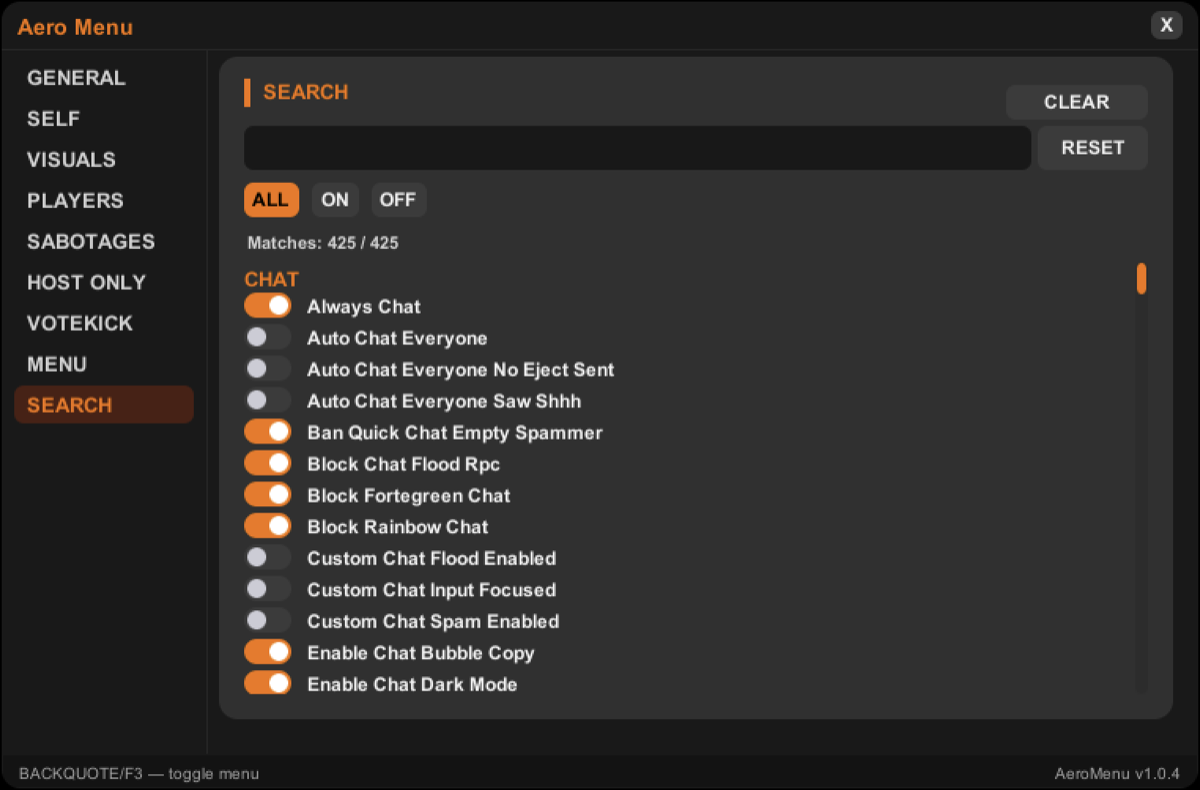 Aero Menu
X
GENERAL
SELF
VISUALS
PLAYERS
SABOTAGES
HOST ONLY
VOTEKICK
MENU
SEARCH
SEARCH
CLEAR
RESET
ALL ON OFF
Matches: 425 / 425
CHAT
Always Chat
Auto Chat Everyone
Auto Chat Everyone No Eject Sent
Auto Chat Everyone Saw Shhh
Ban Quick Chat Empty Spammer
Block Chat Flood Rpc
Block Fortegreen Chat
Block Rainbow Chat
Custom Chat Flood Enabled
Custom Chat Input Focused
Custom Chat Spam Enabled
Enable Chat Bubble Copy
Enable Chat Dark Mode
BACKQUOTE/F3 — toggle menu
AeroMenu v1.0.4